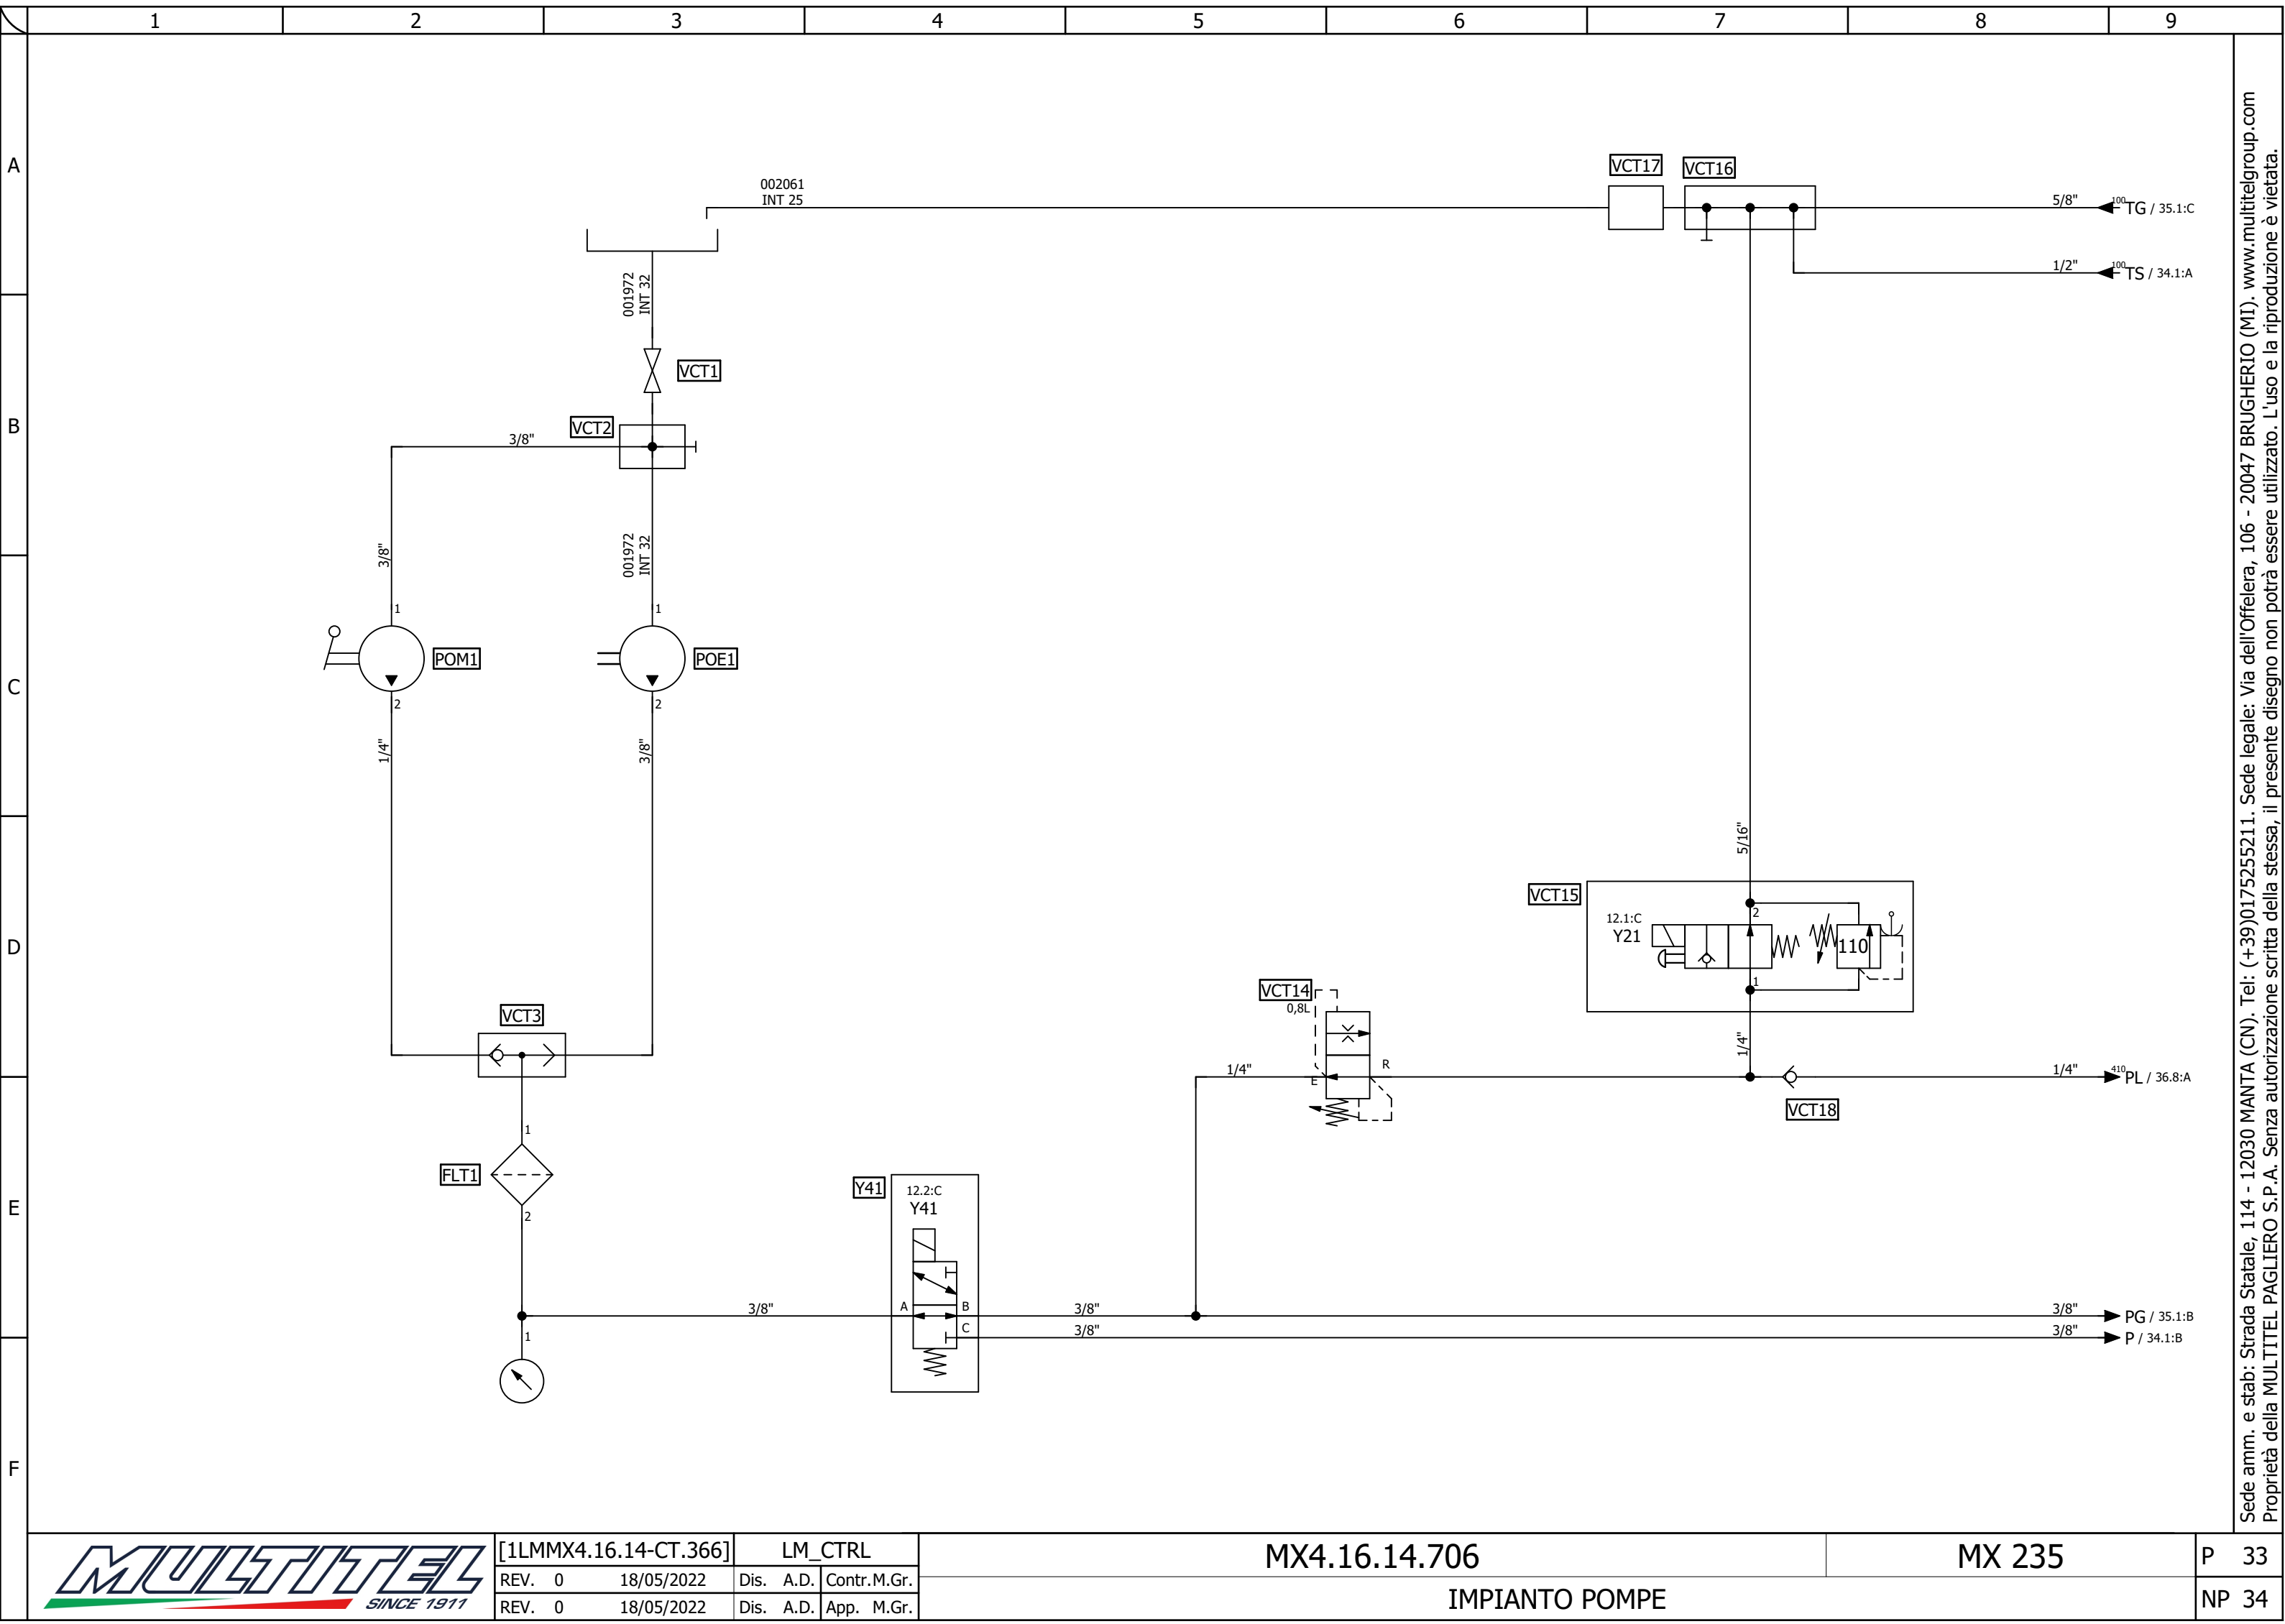 1 2 3 4 5 6 7 8 9
A
B
C
D
E
F
002061
INT 25
VCT17
VCT16
5/8"
100 TG / 35.1:C
1/2"
100 TS / 34.1:A
001972
INT 32
VCT1
VCT2
3/8"
3/8"
001972
INT 32
1
1
POM1
POE1
2
2
1/4"
3/8"
5/16"
VCT15
12.1:C
Y21
2
110
1
VCT14
0,8L
VCT3
1/4"
1/4"
E
R
1/4"
410 PL / 36.8:A
VCT18
1
FLT1
2
Y41
12.2:C
Y41
3/8"
A
B
C
3/8"
3/8"
3/8"
PG / 35.1:B
3/8"
P / 34.1:B
1
Sede amm. e stab: Strada Statale, 114 - 12030 MANTA (CN). Tel: (+39)0175255211. Sede legale: Via dell'Offelera, 106 - 20047 BRUGHERIO (MI). www.multitelgroup.com
Proprietà della MULTITEL PAGLIERO S.P.A. Senza autorizzazione scritta della stessa, il presente disegno non potrà essere utilizzato. L'uso e la riproduzione è vietata.
MULTITEL
SINCE 1911
[1LMMX4.16.14-CT.366] LM_CTRL
REV. 0 18/05/2022 Dis. A.D. Contr.M.Gr.
REV. 0 18/05/2022 Dis. A.D. App. M.Gr.
MX4.16.14.706
MX 235
P 33
IMPIANTO POMPE
NP 34